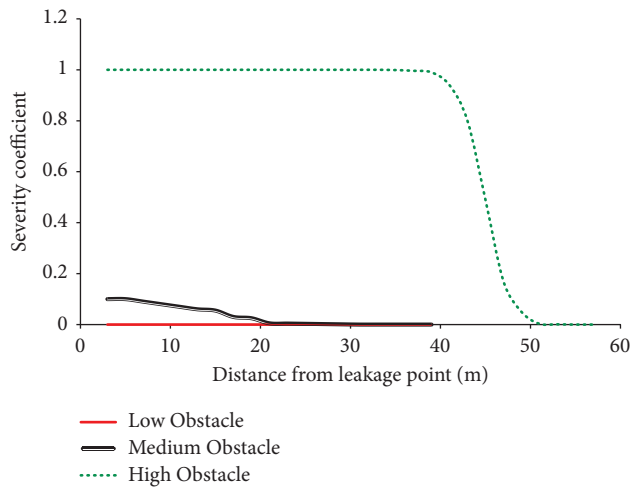 1.2
1
0.8
0.6
0.4
0.2
0
Severity coefficient
0 10 20 30 40 50 60
Distance from leakage point (m)
Low Obstacle
Medium Obstacle
High Obstacle